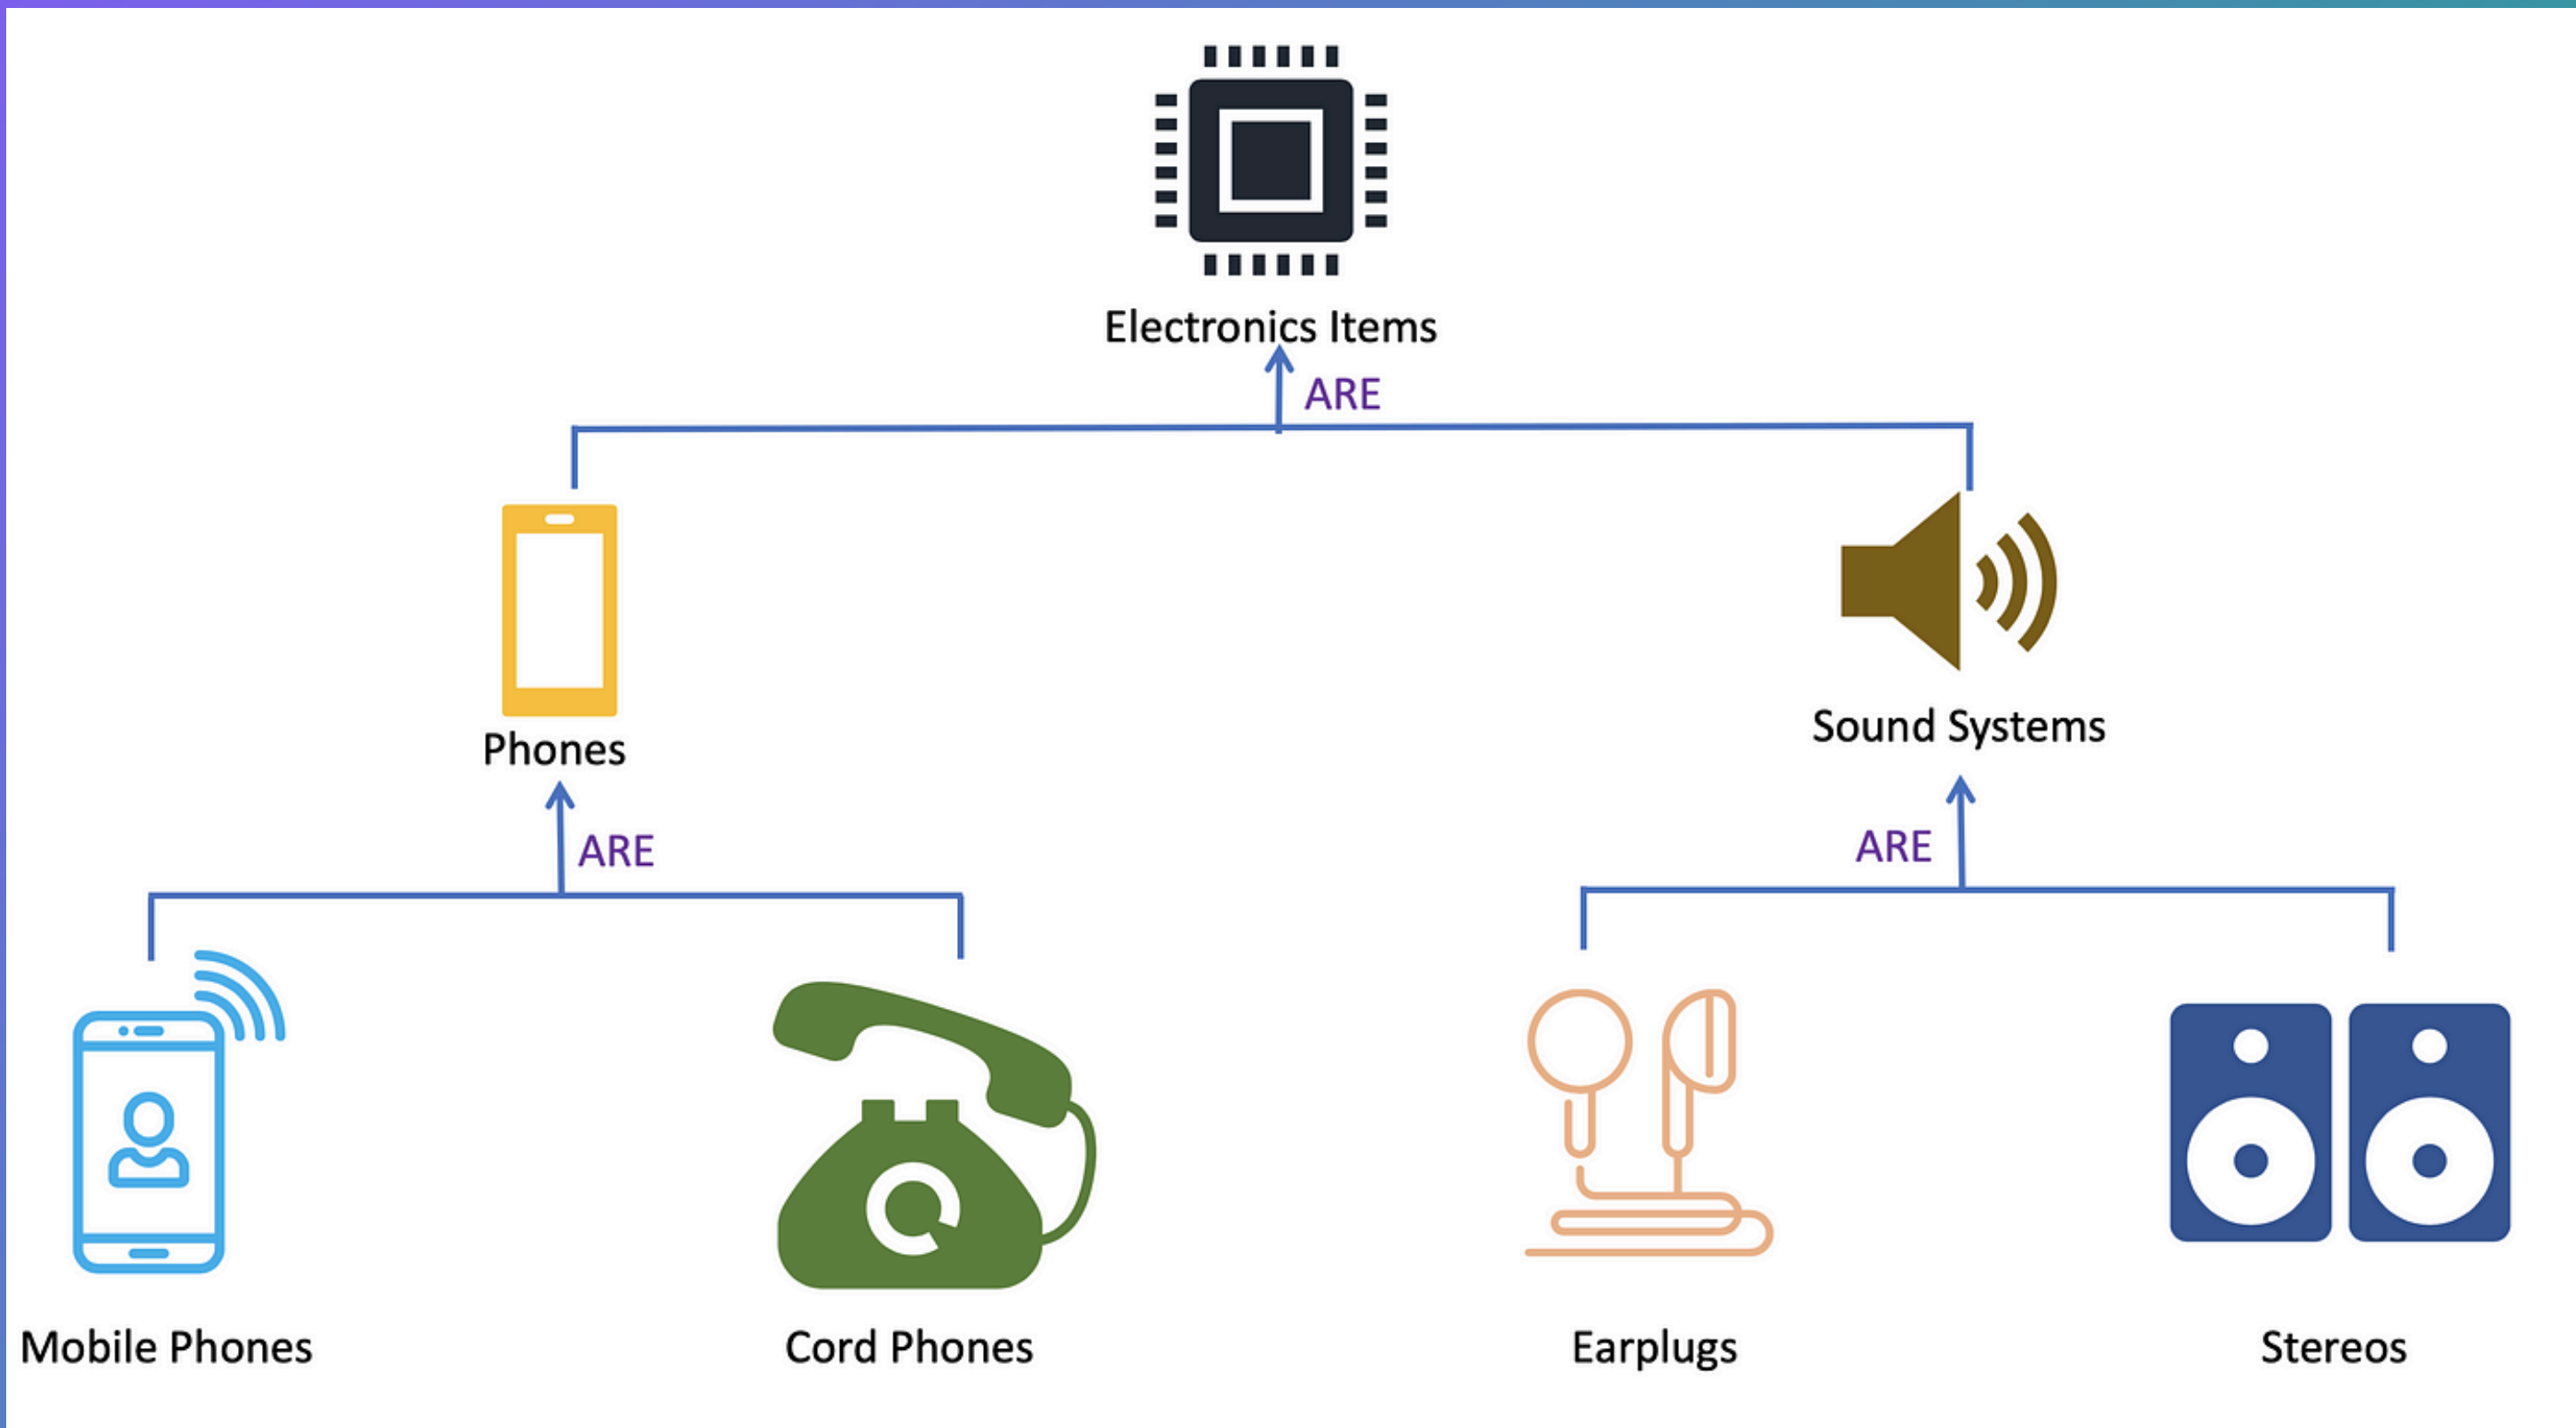 Electronics Items
ARE
Phones
Sound Systems
ARE
ARE
Mobile Phones
Cord Phones
Earplugs
Stereos